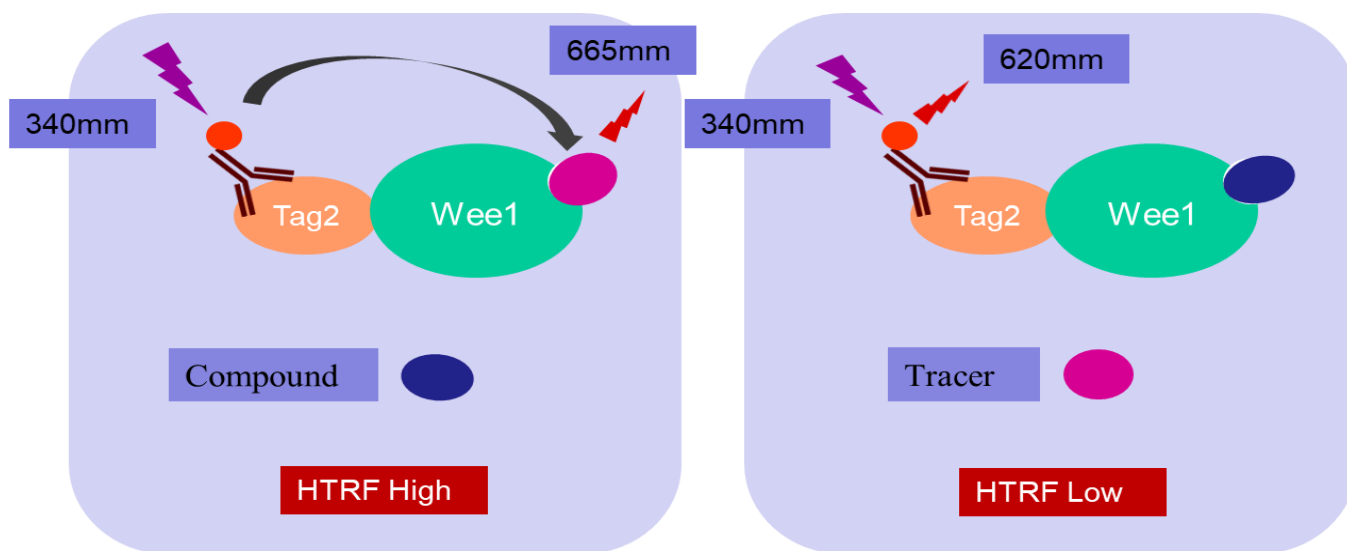 665mm
340mm
Tag2
Wee1
Compound
HTRF High
620mm
340mm
Tag2
Wee1
Tracer
HTRF Low